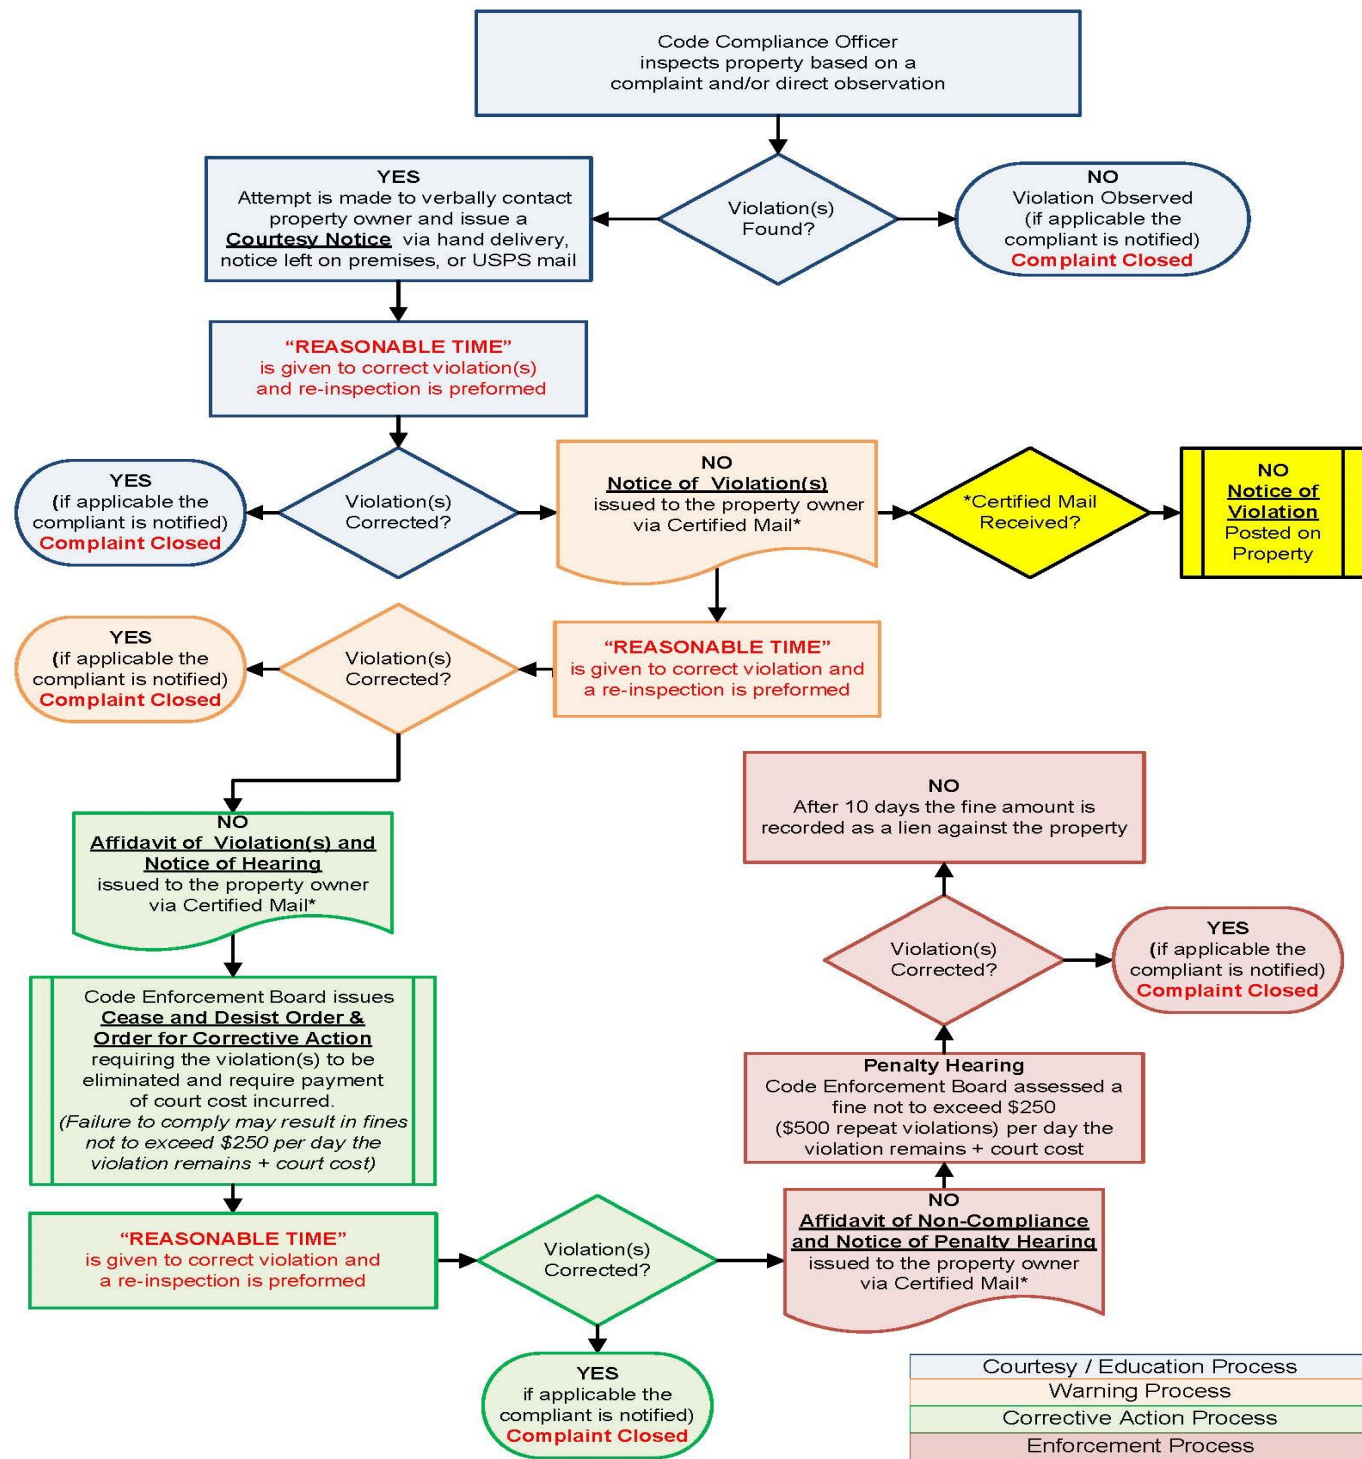 Code Compliance Officer
inspects property based on a
complaint and/or direct observation
Violation(s)
Found?
YES
Attempt is made to verbally contact
property owner and issue a
Courtesy Notice via hand delivery,
notice left on premises, or USPS mail
NO
Violation Observed
(if applicable the
compliant is notified)
Complaint Closed
“REASONABLE TIME”
is given to correct violation(s)
and re-inspection is preformed
Violation(s)
Corrected?
YES
(if applicable the
compliant is notified)
Complaint Closed
NO
Notice of Violation(s)
issued to the property owner
via Certified Mail*
*Certified Mail
Received?
NO
Notice of
Violation
Posted on
Property
“REASONABLE TIME”
is given to correct violation and
a re-inspection is preformed
Violation(s)
Corrected?
YES
(if applicable the
compliant is notified)
Complaint Closed
NO
Affidavit of Violation(s) and
Notice of Hearing
issued to the property owner
via Certified Mail*
Code Enforcement Board issues
Cease and Desist Order &
Order for Corrective Action
requiring the violation(s) to be
eliminated and require payment
of court cost incurred.
(Failure to comply may result in fines
not to exceed $250 per day the
violation remains + court cost)
“REASONABLE TIME”
is given to correct violation and
a re-inspection is preformed
Violation(s)
Corrected?
YES
if applicable the
compliant is notified)
Complaint Closed
NO
Affidavit of Non-Compliance
and Notice of Penalty Hearing
issued to the property owner
via Certified Mail*
Penalty Hearing
Code Enforcement Board assessed a
fine not to exceed $250
($500 repeat violations) per day the
violation remains + court cost
Violation(s)
Corrected?
YES
(if applicable the
compliant is notified)
Complaint Closed
NO
After 10 days the fine amount is
recorded as a lien against the property
Courtesy / Education Process
Warning Process
Corrective Action Process
Enforcement Process